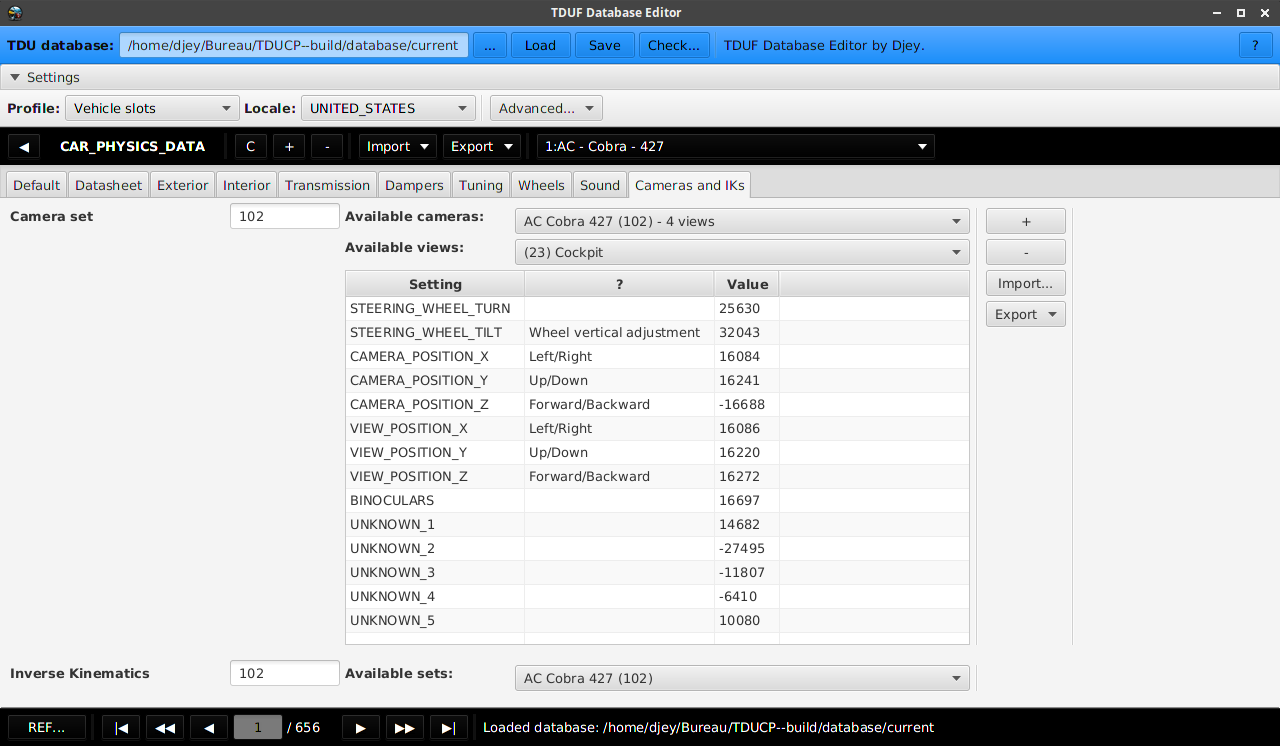 TDUF Database Editor
TDU database: /home/djey/Bureau/TDUCP--build/database/current ... Load Save Check... TDUF Database Editor by Djey. ?
Settings
Profile: Vehicle slots Locale: UNITED_STATES Advanced...
CAR_PHYSICS_DATA C + - Import Export 1:AC - Cobra - 427
Default Datasheet Exterior Interior Transmission Dampers Tuning Wheels Sound Cameras and IKs
Camera set 102 Available cameras: AC Cobra 427 (102) - 4 views +
Available views: (23) Cockpit -
Setting ? Value Import...
STEERING_WHEEL_TURN 25630 Export
STEERING_WHEEL_TILT Wheel vertical adjustment 32043
CAMERA_POSITION_X Left/Right 16084
CAMERA_POSITION_Y Up/Down 16241
CAMERA_POSITION_Z Forward/Backward -16688
VIEW_POSITION_X Left/Right 16086
VIEW_POSITION_Y Up/Down 16220
VIEW_POSITION_Z Forward/Backward 16272
BINOCULARS 16697
UNKNOWN_1 14682
UNKNOWN_2 -27495
UNKNOWN_3 -11807
UNKNOWN_4 -6410
UNKNOWN_5 10080
Inverse Kinematics 102 Available sets: AC Cobra 427 (102)
REF... 1 / 656 Loaded database: /home/djey/Bureau/TDUCP--build/database/current